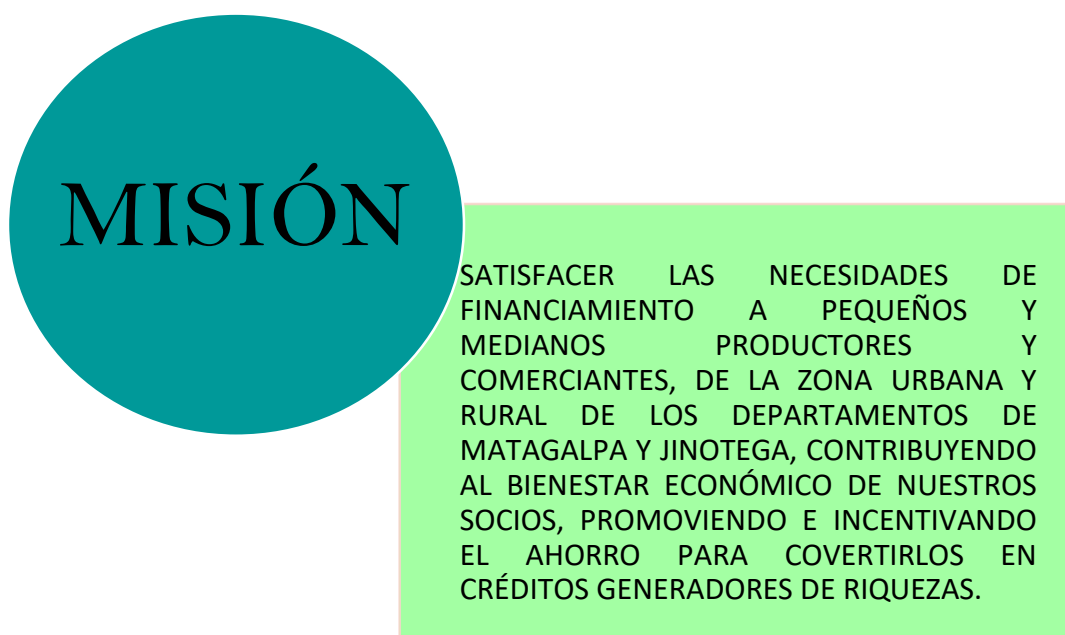 MISIÓN
SATISFACER LAS NECESIDADES DE
FINANCIAMIENTO A PEQUEÑOS Y
MEDIANOS PRODUCTORES Y
COMERCIANTES, DE LA ZONA URBANA Y
RURAL DE LOS DEPARTAMENTOS DE
MATAGALPA Y JINOTEGA, CONTRIBUYENDO
AL BIENESTAR ECONÓMICO DE NUESTROS
SOCIOS, PROMOVIENDO E INCENTIVANDO
EL AHORRO PARA COVERTIRLOS EN
CRÉDITOS GENERADORES DE RIQUEZAS.